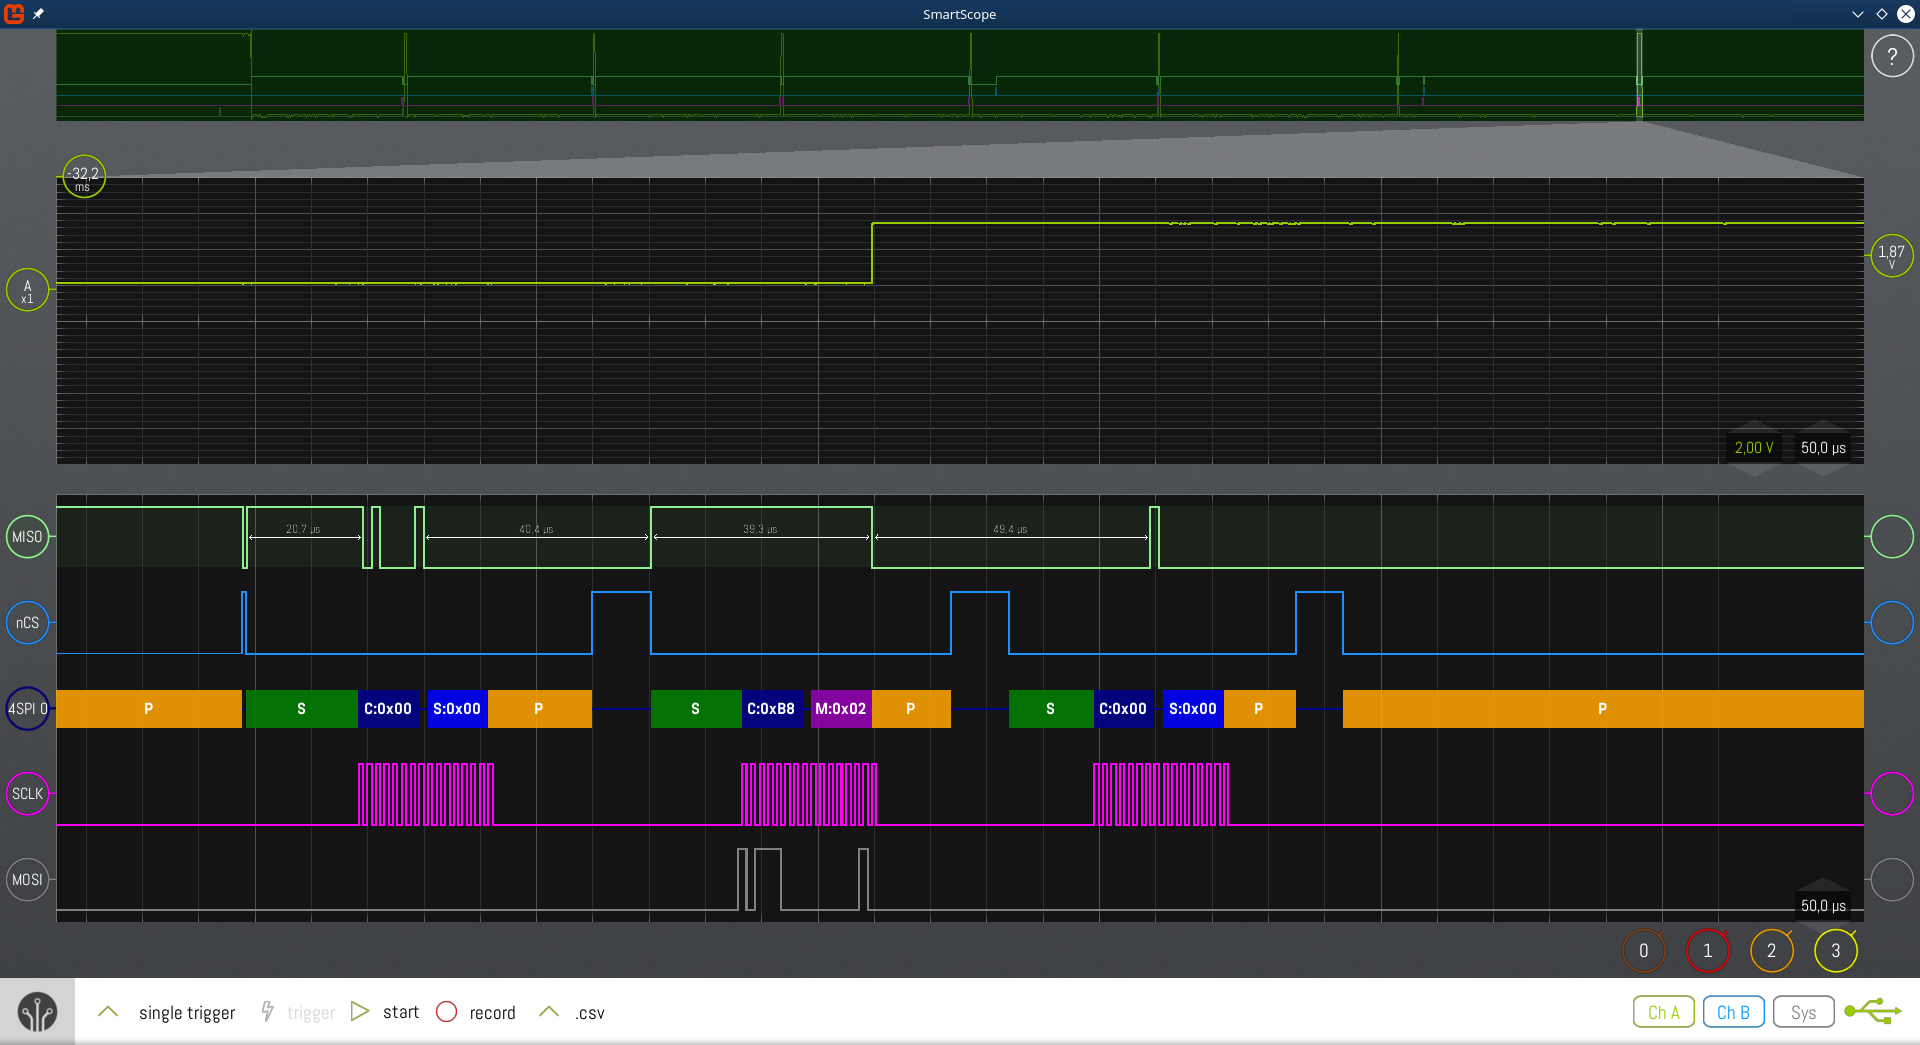 SmartScope
?
-32,2
ms
A
x1
1,87
V
2,00 V
50,0 µs
MISO
20.7 µs
40.4 µs
39.3 µs
49.4 µs
nCS
4SPI 0
P
S
C:0x00
S:0x00
P
S
C:0xB8
M:0x02
P
S
C:0x00
S:0x00
P
P
SCLK
MOSI
50,0 µs
0
1
2
3
single trigger
trigger
start
record
.csv
Ch A
Ch B
Sys